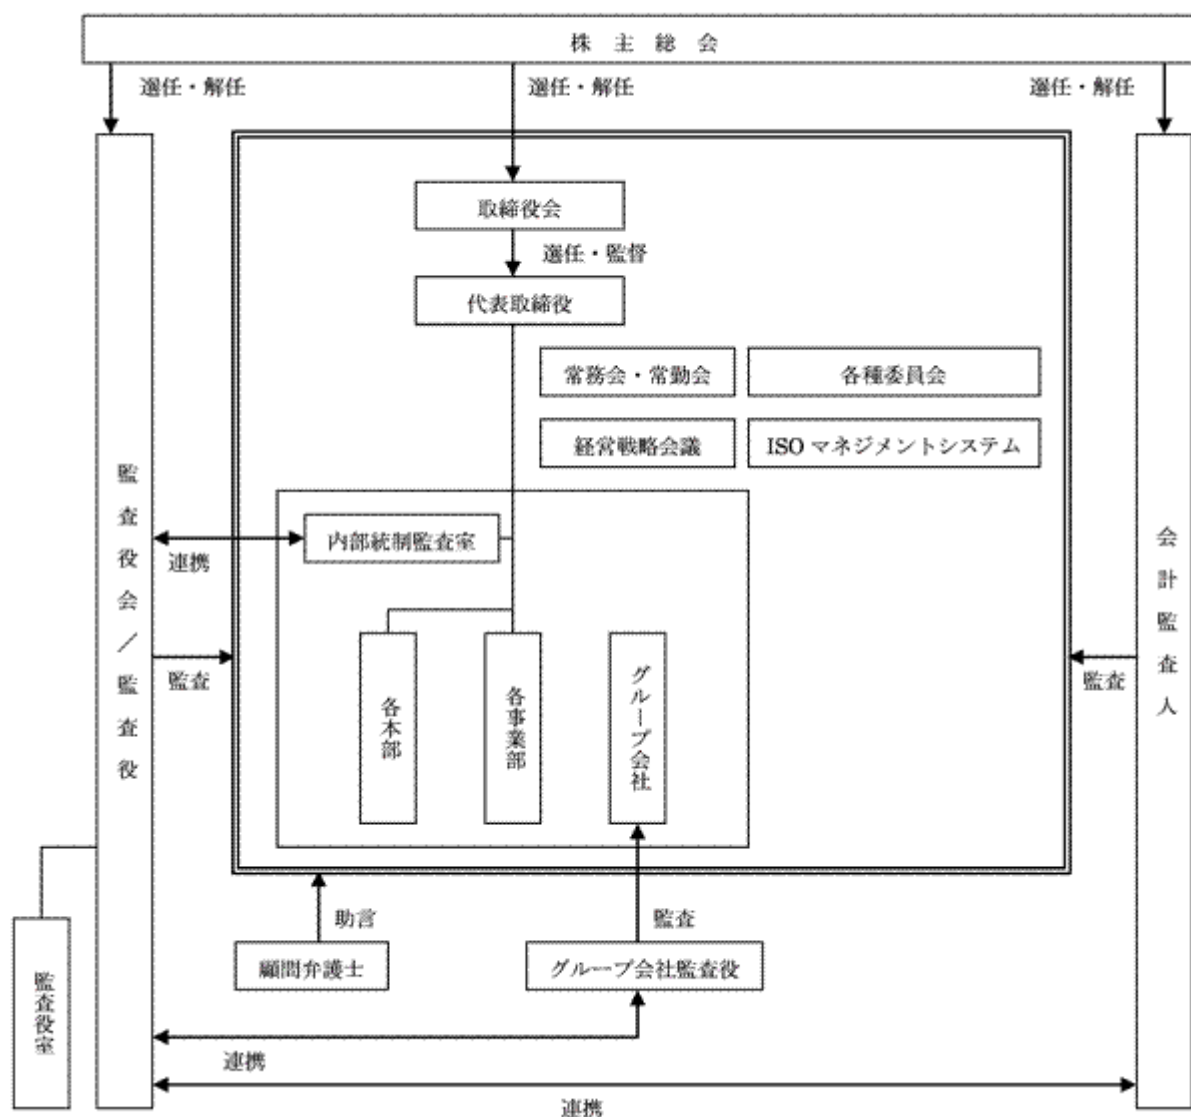 株主総会
選任・解任
選任・解任
選任・解任
取締役会
選任・監督
代表取締役
常務会・常勤会
各種委員会
経営戦略会議
ISO マネジメントシステム
監査役会/監査役
内部統制監査室
連携
会計監査人
監査
監査
各本部
各事業部
グループ会社
助言
監査
顧問弁護士
グループ会社監査役
監査役室
連携
連携